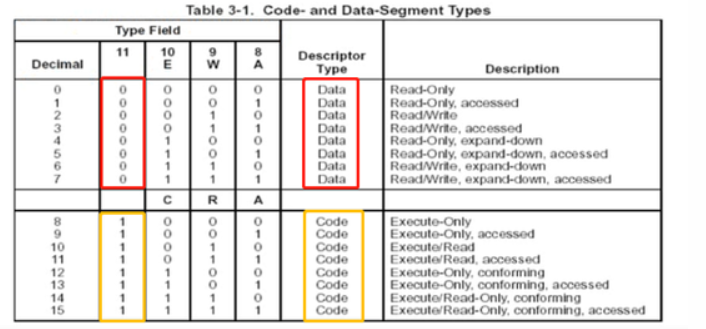 Table 3-1. Code- and Data-Segment Types
Type Field Descriptor Type Description
Decimal 11 10 E 9 W 8 A
0 0 0 0 0 Data Read-Only
1 0 0 0 1 Data Read-Only, accessed
2 0 0 1 0 Data Read/Write
3 0 0 1 1 Data Read/Write, accessed
4 0 1 0 0 Data Read-Only, expand-down
5 0 1 0 1 Data Read-Only, expand-down, accessed
6 0 1 1 0 Data Read/Write, expand-down
7 0 1 1 1 Data Read/Write, expand-down, accessed
C R A
8 1 0 0 0 Code Execute-Only
9 1 0 0 1 Code Execute-Only, accessed
10 1 0 1 0 Code Execute/Read
11 1 0 1 1 Code Execute/Read, accessed
12 1 1 0 0 Code Execute-Only, conforming
13 1 1 0 1 Code Execute-Only, conforming, accessed
14 1 1 1 0 Code Execute/Read-Only, conforming
15 1 1 1 1 Code Execute/Read-Only, conforming, accessed